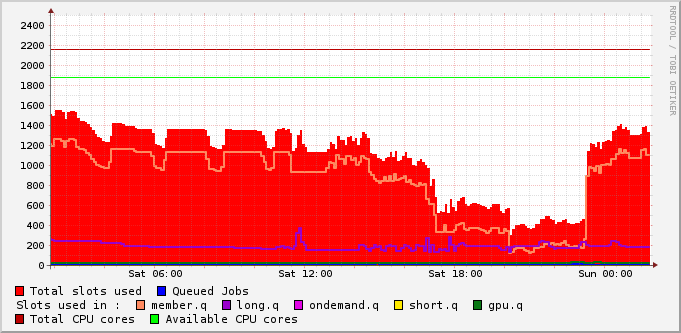 2400
2200
2000
1800
1600
1400
1200
1000
800
600
400
200
0
Sat 06:00 Sat 12:00 Sat 18:00 Sun 00:00
Total slots used Queued Jobs
Slots used in : member.q long.q ondemand.q short.q gpu.q
Total CPU cores Available CPU cores
RRDTOOL / TOBI OETIKER